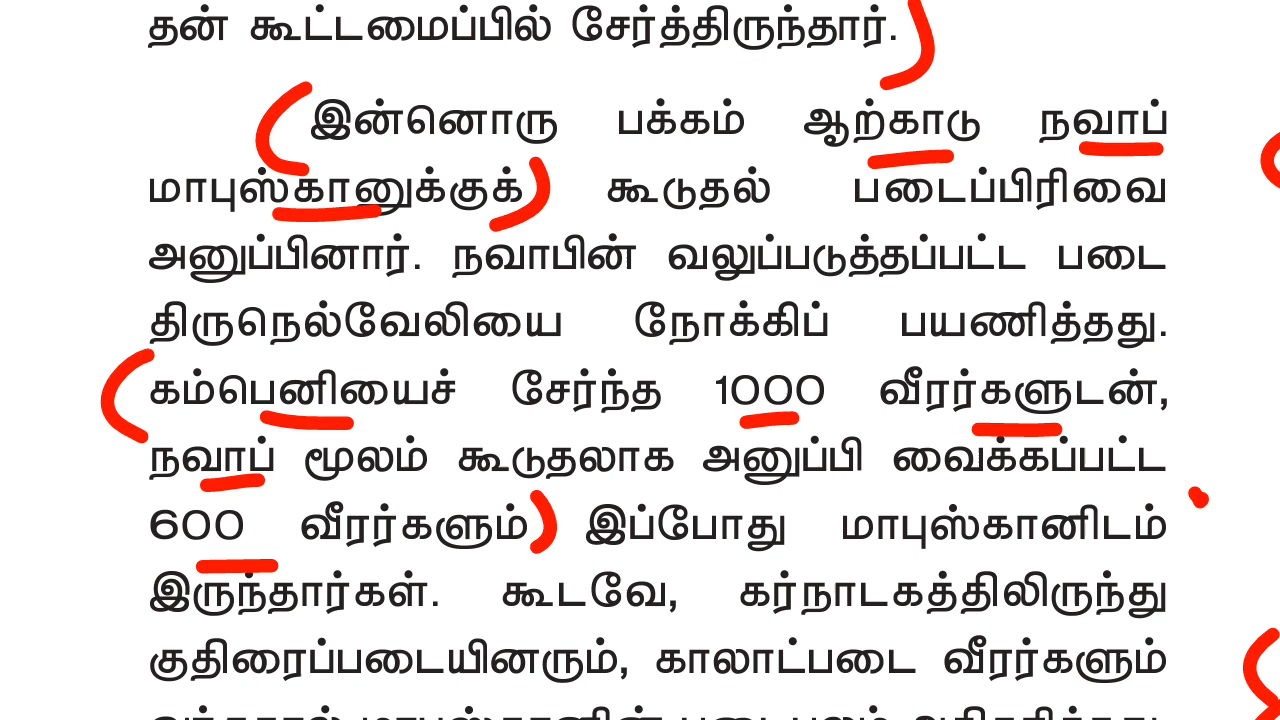 தன் கூட்டமைப்பில் சேர்த்திருந்தார்.
இன்னொரு பக்கம் ஆற்காடு நவாப்
மாபுஸ்கானுக்குக் கூடுதல் படைப்பிரிவை
அனுப்பினார். நவாபின் வலுப்படுத்தப்பட்ட படை
திருநெல்வேலியை நோக்கிப் பயணித்தது.
கம்பெனியைச் சேர்ந்த 1000 வீரர்களுடன்,
நவாப் மூலம் கூடுதலாக அனுப்பி வைக்கப்பட்ட
600 வீரர்களும் இப்போது மாபுஸ்கானிடம்
இருந்தார்கள். கூடவே, கர்நாடகத்திலிருந்து
குதிரைப்படையினரும், காலாட்படை வீரர்களும்